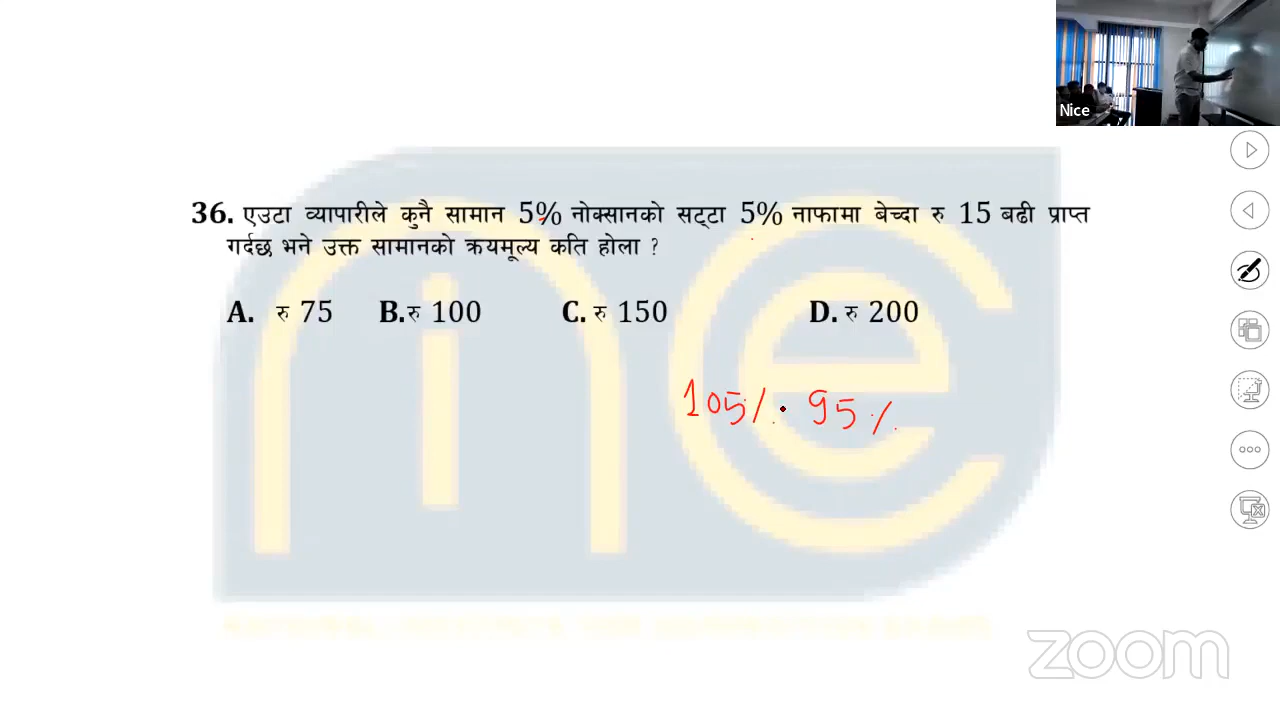 Nice
36. एउटा व्यापारीले कुनै सामान 5% नोक्सानको सट्टा 5% नाफामा बेच्दा रु 15 बढी प्राप्त
गर्दछ भने उक्त सामानको क्रयमूल्य कति होला ?
A. रु 75 B.रु 100 C. रु 150 D. रु 200
105% 95%
nie
zoom